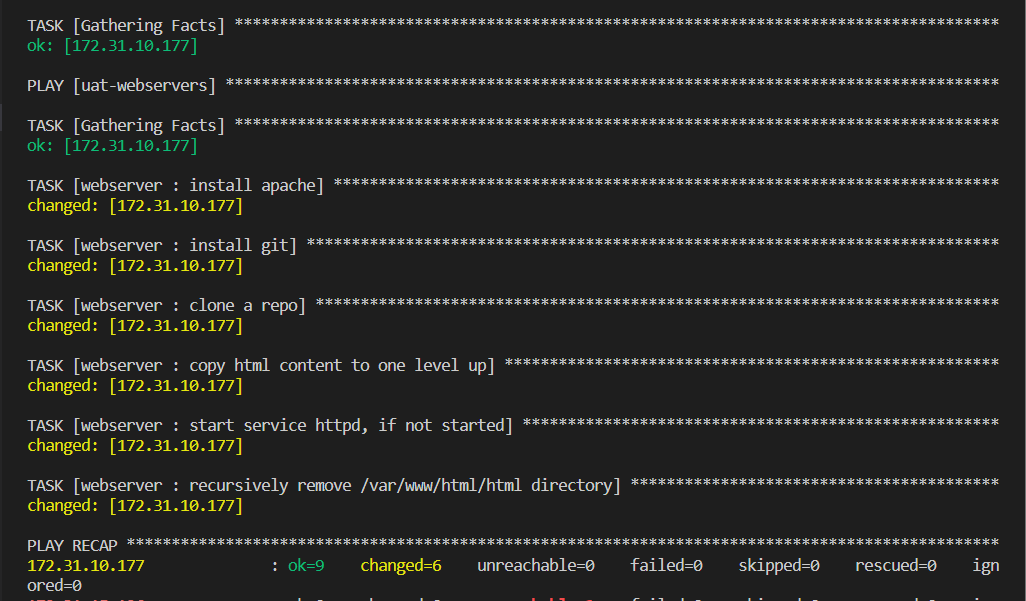 TASK [Gathering Facts] *************************************************************************************
ok: [172.31.10.177]
PLAY [uat-webservers] **************************************************************************************
TASK [Gathering Facts] *************************************************************************************
ok: [172.31.10.177]
TASK [webserver : install apache] **************************************************************************
changed: [172.31.10.177]
TASK [webserver : install git] *****************************************************************************
changed: [172.31.10.177]
TASK [webserver : clone a repo] ****************************************************************************
changed: [172.31.10.177]
TASK [webserver : copy html content to one level up] *******************************************************
changed: [172.31.10.177]
TASK [webserver : start service httpd, if not started] *****************************************************
changed: [172.31.10.177]
TASK [webserver : recursively remove /var/www/html/html directory] *****************************************
changed: [172.31.10.177]
PLAY RECAP *************************************************************************************************
172.31.10.177 : ok=9 changed=6 unreachable=0 failed=0 skipped=0 rescued=0 ign
ored=0